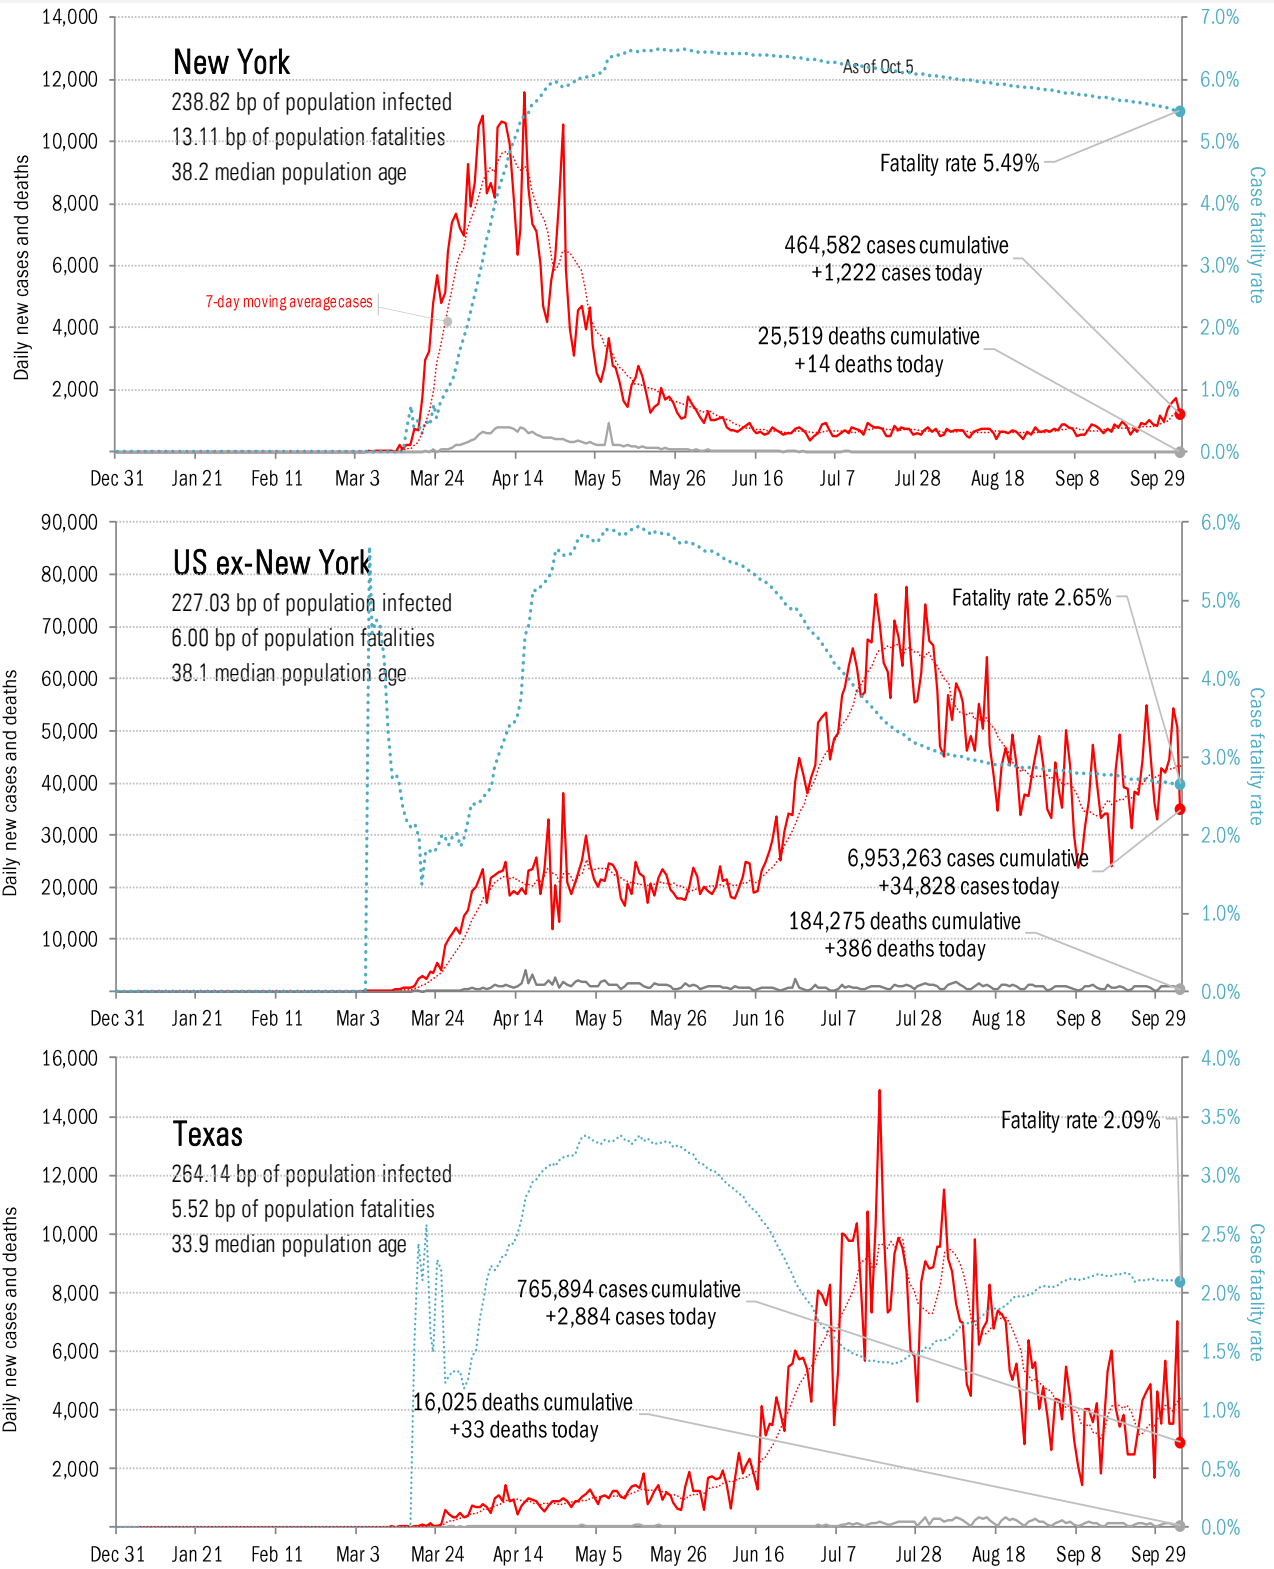 14,000
7.0%
New York
As of Oct 5
12,000
6.0%
238.82 bp of population infected
10,000
5.0%
13.11 bp of population fatalities
Fatality rate 5.49%
38.2 median population age
8,000
4.0%
464,582 cases cumulative
+1,222 cases today
6,000
3.0%
7-day moving average cases
4,000
2.0%
25,519 deaths cumulative
+14 deaths today
2,000
1.0%
0.0%
Daily new cases and deaths
Case fatality rate
Dec 31 Jan 21 Feb 11 Mar 3 Mar 24 Apr 14 May 5 May 26 Jun 16 Jul 7 Jul 28 Aug 18 Sep 8 Sep 29
90,000
6.0%
US ex-New York
80,000
Fatality rate 2.65%
227.03 bp of population infected
5.0%
70,000
6.00 bp of population fatalities
38.1 median population age
60,000
4.0%
50,000
3.0%
40,000
30,000
2.0%
6,953,263 cases cumulative
+34,828 cases today
20,000
184,275 deaths cumulative
+386 deaths today
1.0%
10,000
0.0%
Daily new cases and deaths
Case fatality rate
Dec 31 Jan 21 Feb 11 Mar 3 Mar 24 Apr 14 May 5 May 26 Jun 16 Jul 7 Jul 28 Aug 18 Sep 8 Sep 29
16,000
4.0%
14,000
3.5%
Texas
Fatality rate 2.09%
264.14 bp of population infected
12,000
3.0%
5.52 bp of population fatalities
10,000
2.5%
33.9 median population age
8,000
2.0%
765,894 cases cumulative
+2,884 cases today
6,000
1.5%
16,025 deaths cumulative
+33 deaths today
4,000
1.0%
2,000
0.5%
0.0%
Daily new cases and deaths
Case fatality rate
Dec 31 Jan 21 Feb 11 Mar 3 Mar 24 Apr 14 May 5 May 26 Jun 16 Jul 7 Jul 28 Aug 18 Sep 8 Sep 29